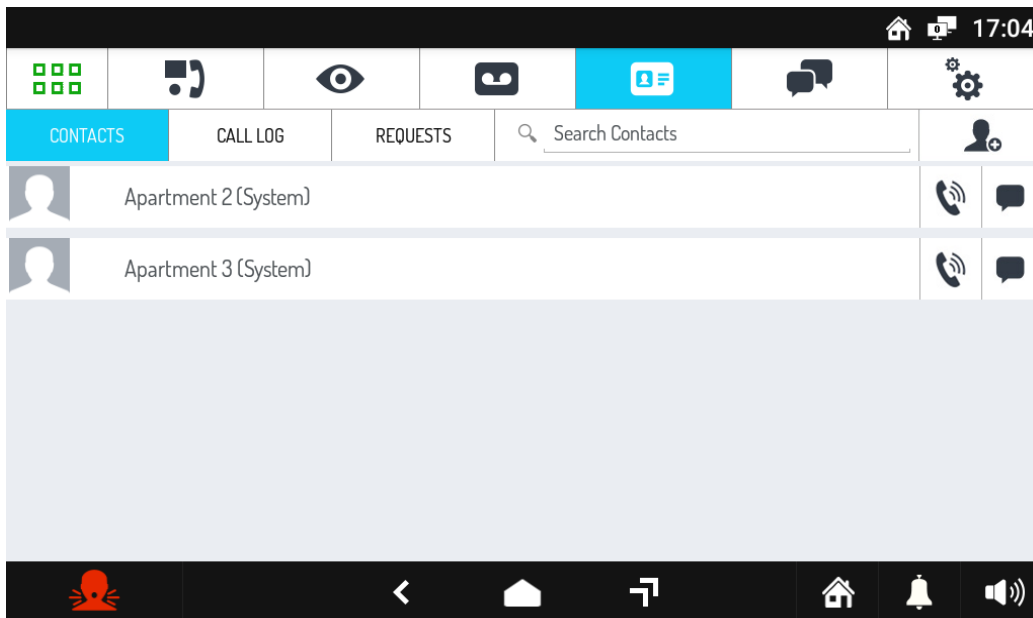 17:04
CONTACTS CALL LOG REQUESTS Search Contacts
Apartment 2 (System)
Apartment 3 (System)